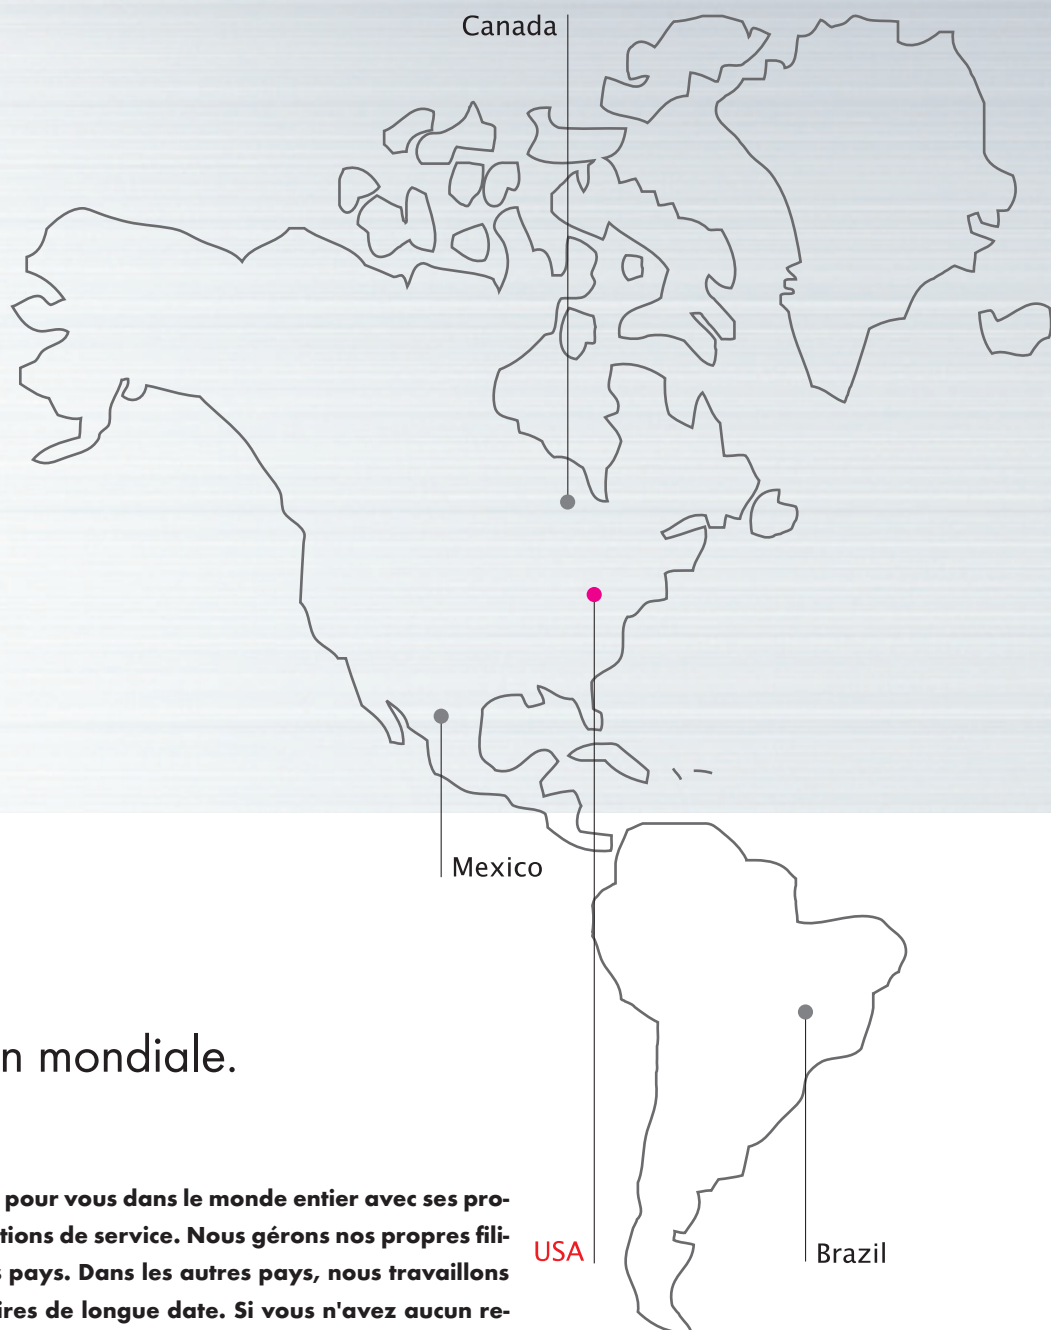 Canada
Mexico
n mondiale.
pour vous dans le monde entier avec ses pro-
tions de service. Nous gérons nos propres fili-
s pays. Dans les autres pays, nous travaillons
ires de longue date. Si vous n'avez aucun re-
USA
Brazil